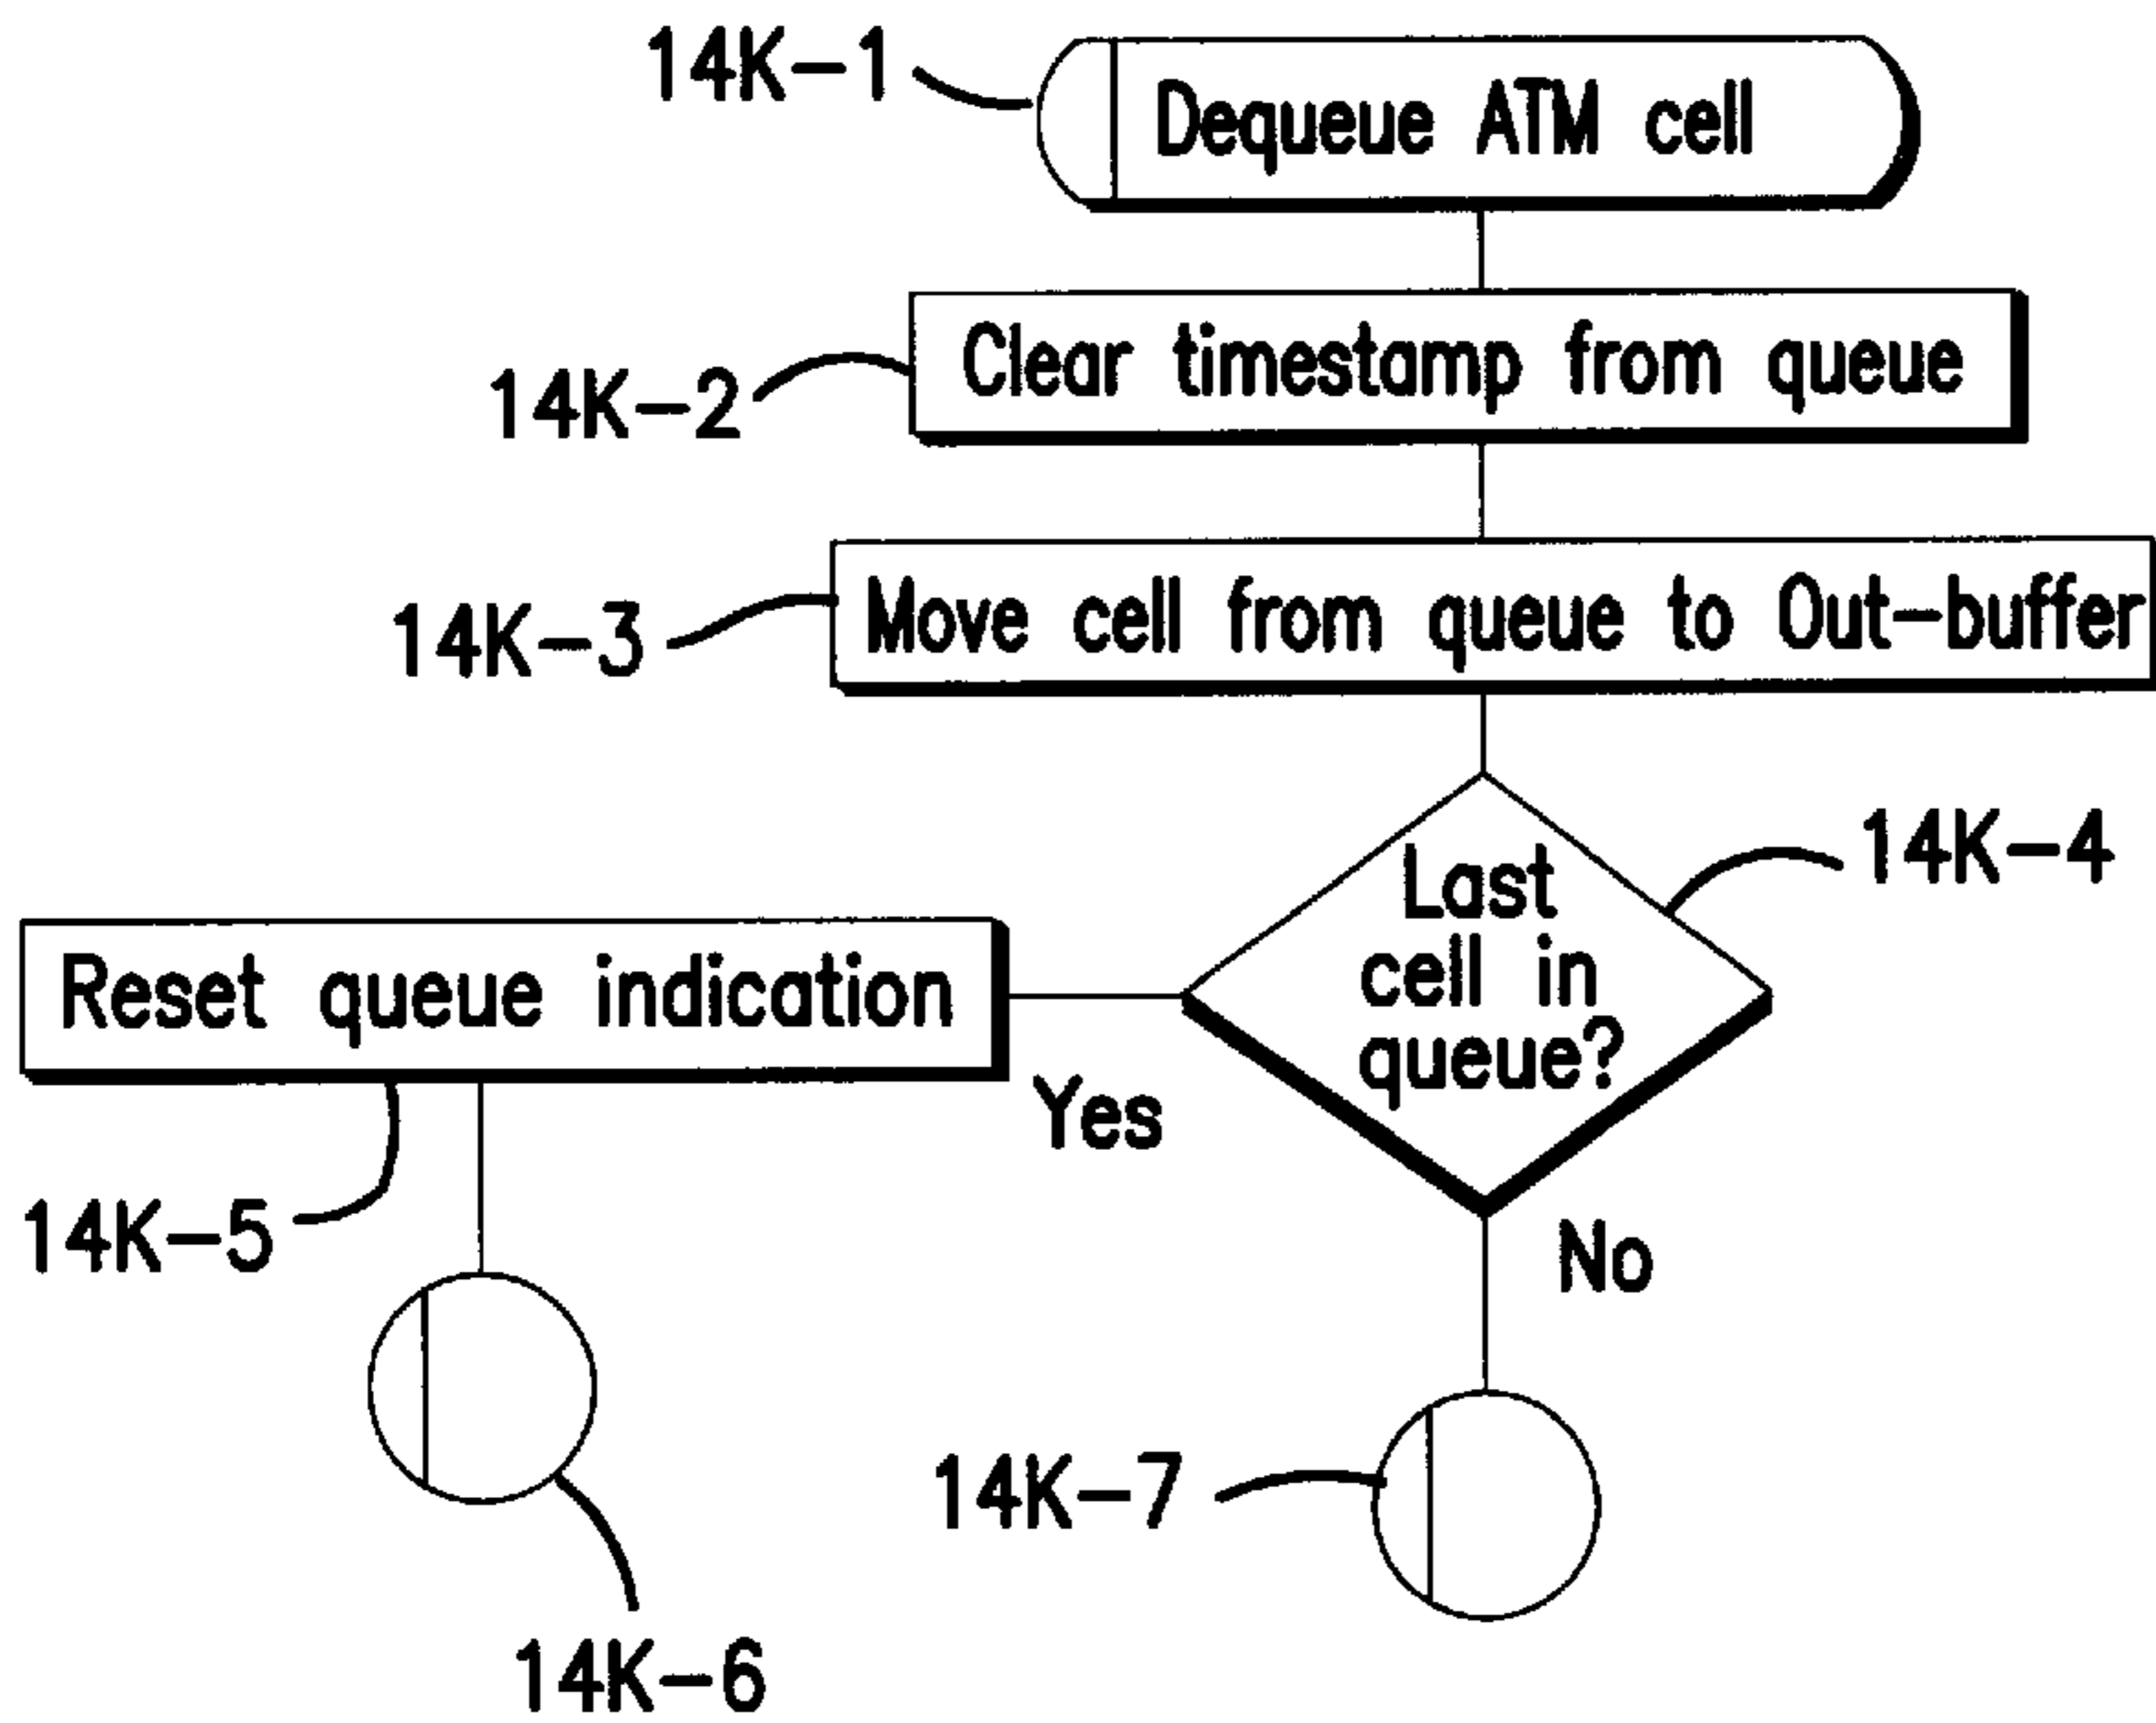 14K-1
Dequeue ATM cell
14K-2
Clear timestamp from queue
14K-3
Move cell from queue to Out-buffer
14K-4
Last
cell in
queue?
Reset queue indication
Yes
14K-5
No
14K-7
14K-6